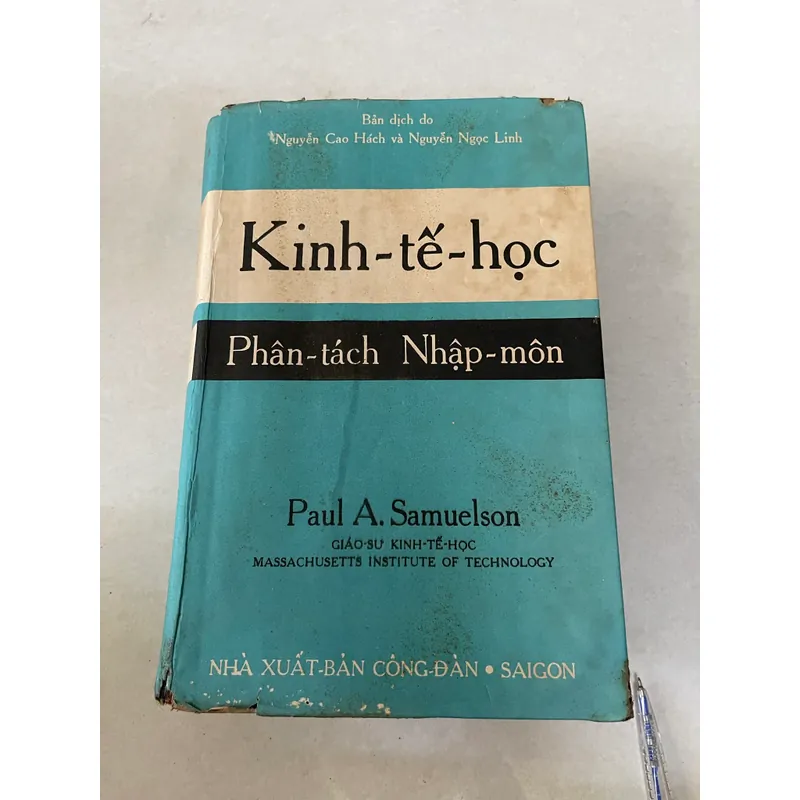 Bản dịch do
Nguyễn Cao Hách và Nguyễn Ngọc Linh
Kinh-tế-học
Phân-tách Nhập-môn
Paul A. Samuelson
GIÁO-SƯ KINH-TẾ-HỌC
MASSACHUSETTS INSTITUTE OF TECHNOLOGY
NHÀ XUẤT-BẢN CÔNG-ĐÀN • SAIGON